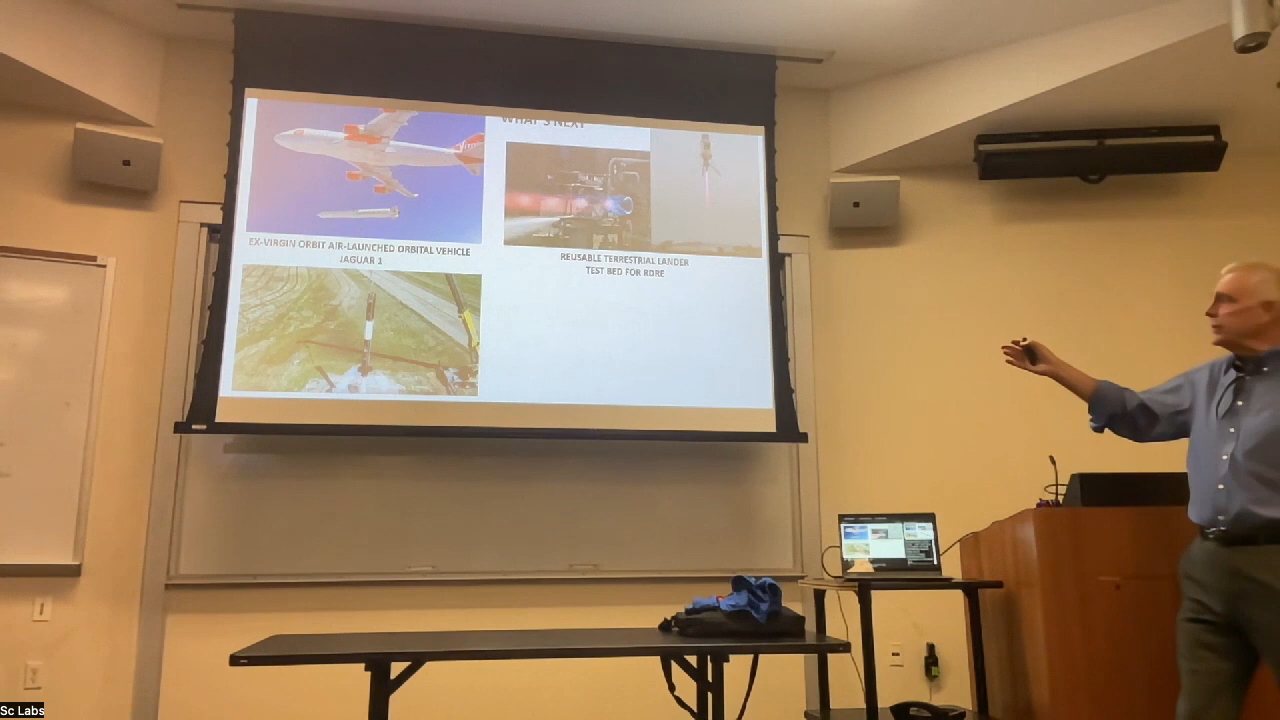 WHAT'S NEXT
EX-VIRGIN ORBIT AIR-LAUNCHED ORBITAL VEHICLE
JAGUAR 1
REUSABLE TERRESTRIAL LANDER
TEST BED FOR RDRE
Sc Labs